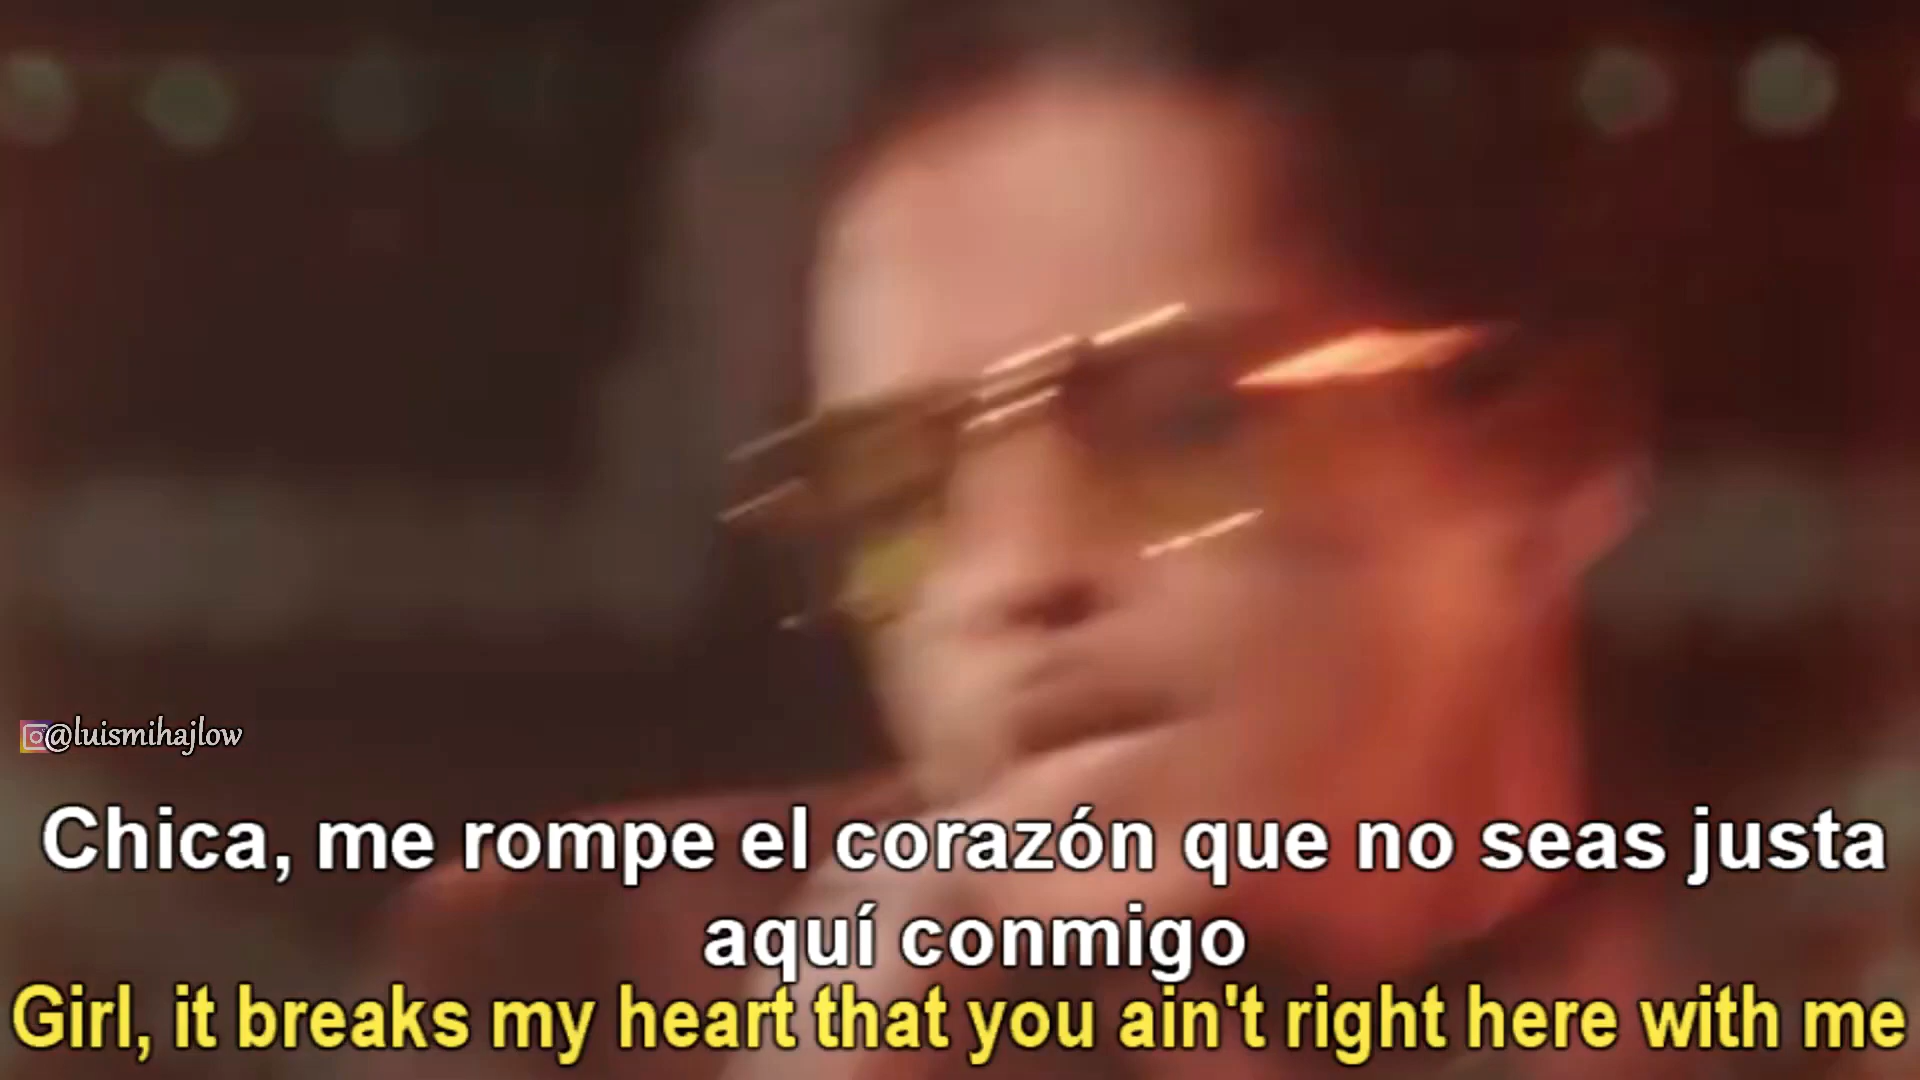 @luismihajlow
Chica, me rompe el corazón que no seas justa
aquí conmigo
Girl, it breaks my heart that you ain't right here with me